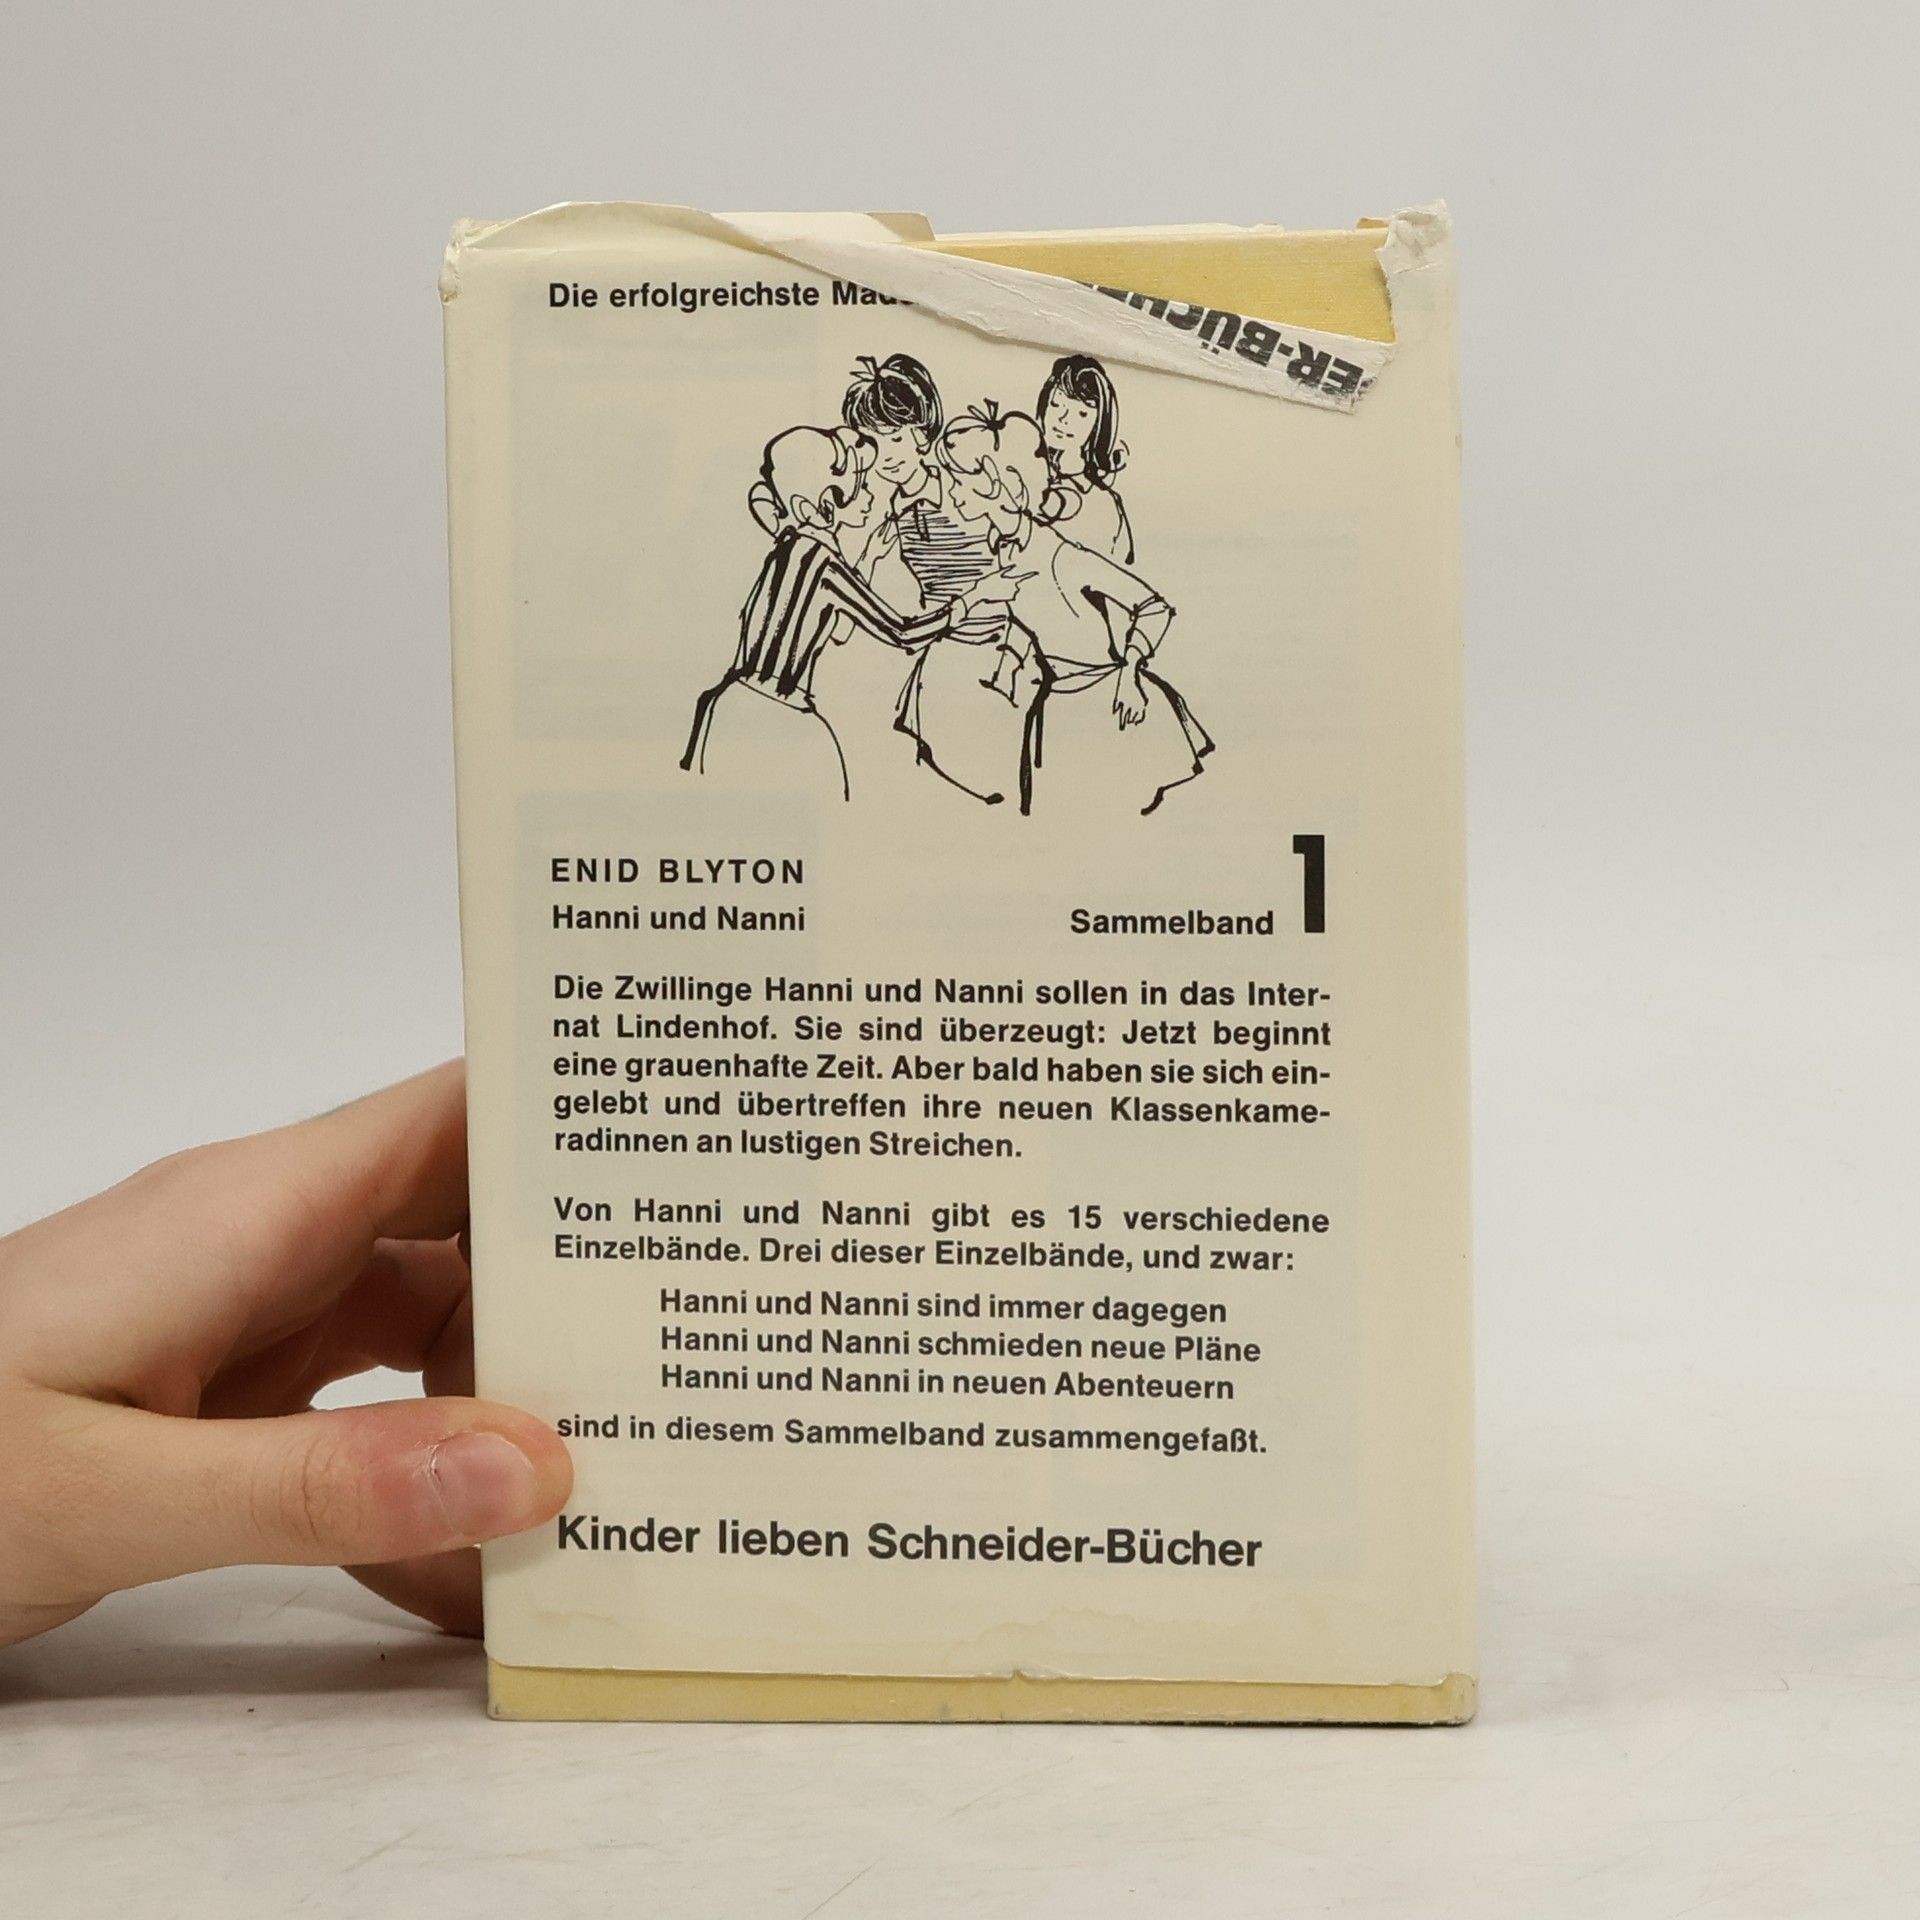 Die erfolgreichste
ER-BÜCHE
ENID BLYTON
Hanni und Nanni
Sammelband 1
Die Zwillinge Hanni und Nanni sollen in das Inter-
nat Lindenhof. Sie sind überzeugt: Jetzt beginnt
eine grauenhafte Zeit. Aber bald haben sie sich ein-
gelebt und übertreffen ihre neuen Klassenkame-
radinnen an lustigen Streichen.
Von Hanni und Nanni gibt es 15 verschiedene
Einzelbände. Drei dieser Einzelbände, und zwar:
Hanni und Nanni sind immer dagegen
Hanni und Nanni schmieden neue Pläne
Hanni und Nanni in neuen Abenteuern
sind in diesem Sammelband zusammengefaßt.
Kinder lieben Schneider-Bücher